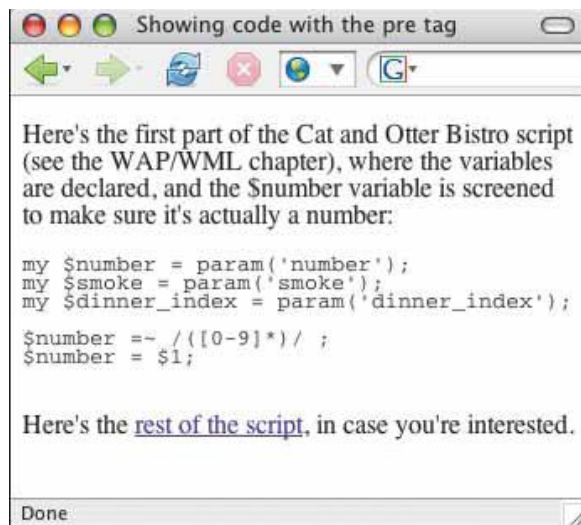 Showing code with the pre tag
G
Here's the first part of the Cat and Otter Bistro script
(see the WAP/WML chapter), where the variables
are declared, and the $number variable is screened
to make sure it's actually a number:
my $number = param('number');
my $smoke = param('smoke');
my $dinner_index = param('dinner_index');
$number =~ /([0-9]*)/ ;
$number = $1;
Here's the rest of the script, in case you're interested.
Done